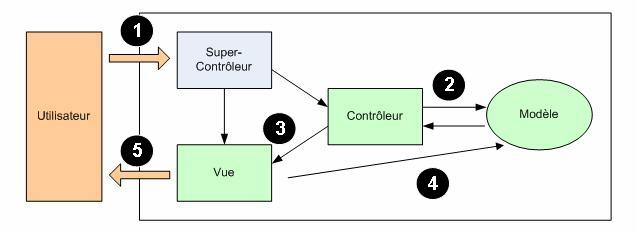 1
Super-
Contrôleur
2
Utilisateur
Contrôleur
Modèle
3
5
Vue
4